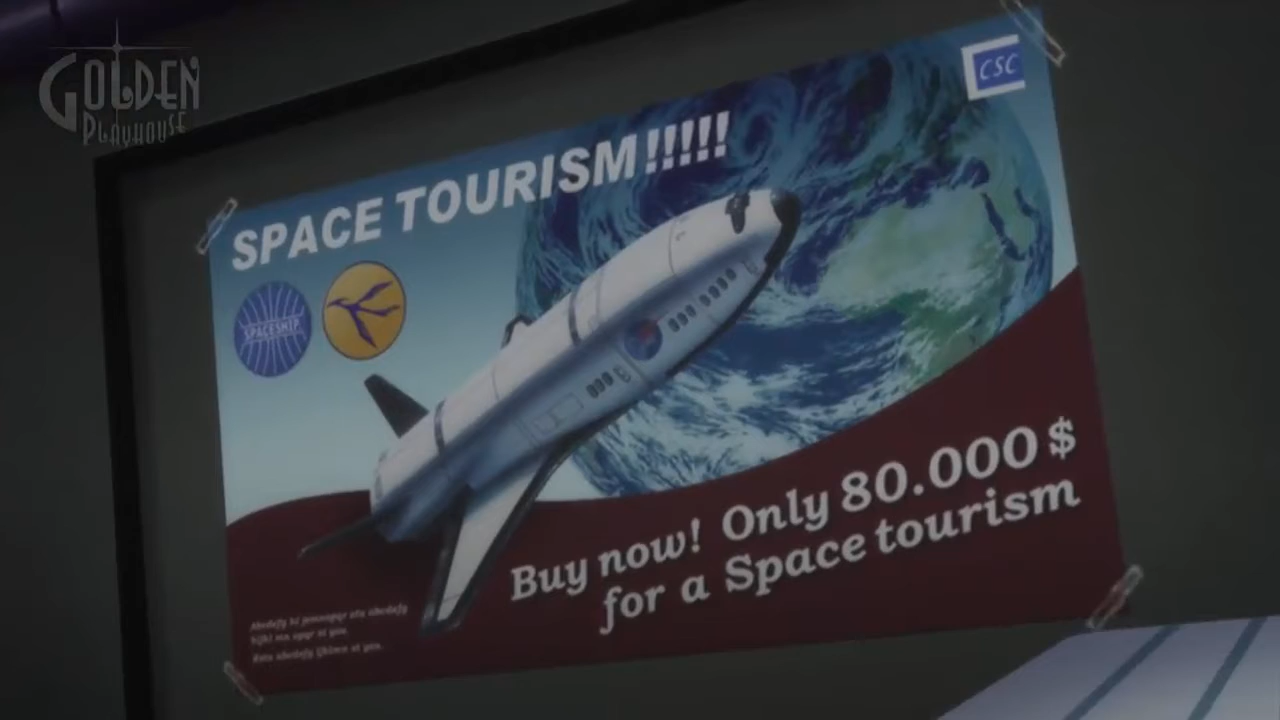 GOLDEN
PLAYHOUSE
CSC
SPACE TOURISM!!!!!
SPACESHIP
Buy now! Only 80.000$
for a Space tourism